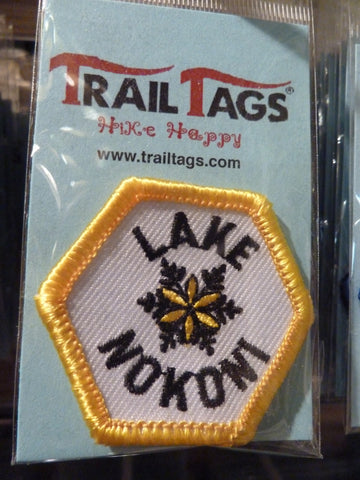 TRAIL TAGS®
Hike Happy
www.trailtags.com
LAKE
NOKONI